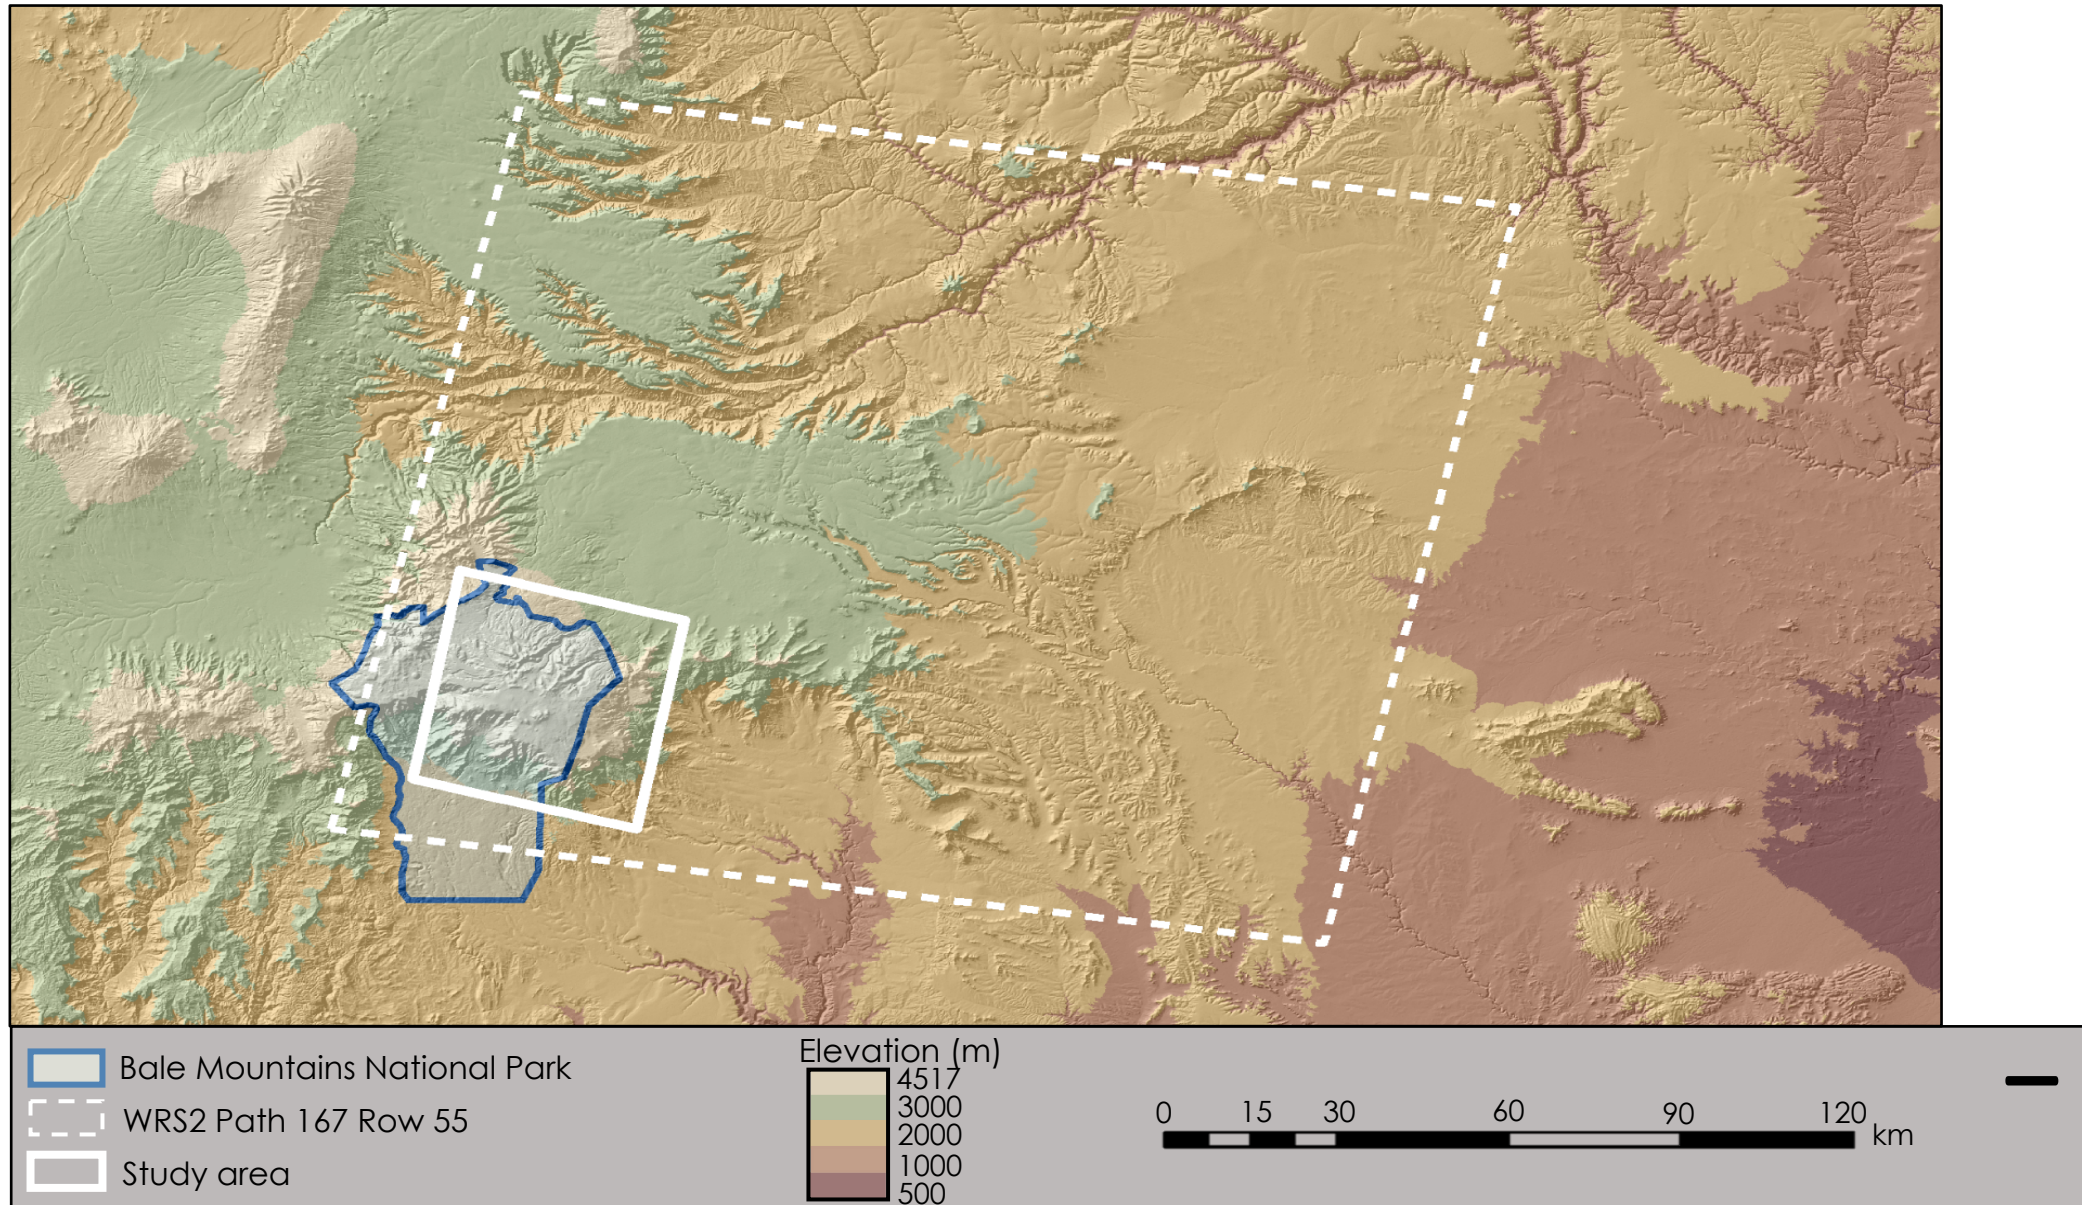 Bale Mountains National Park
WRS2 Path 167 Row 55
Study area
Elevation (m)
4517
3000
2000
1000
500
0 15 30 60 90 120
km